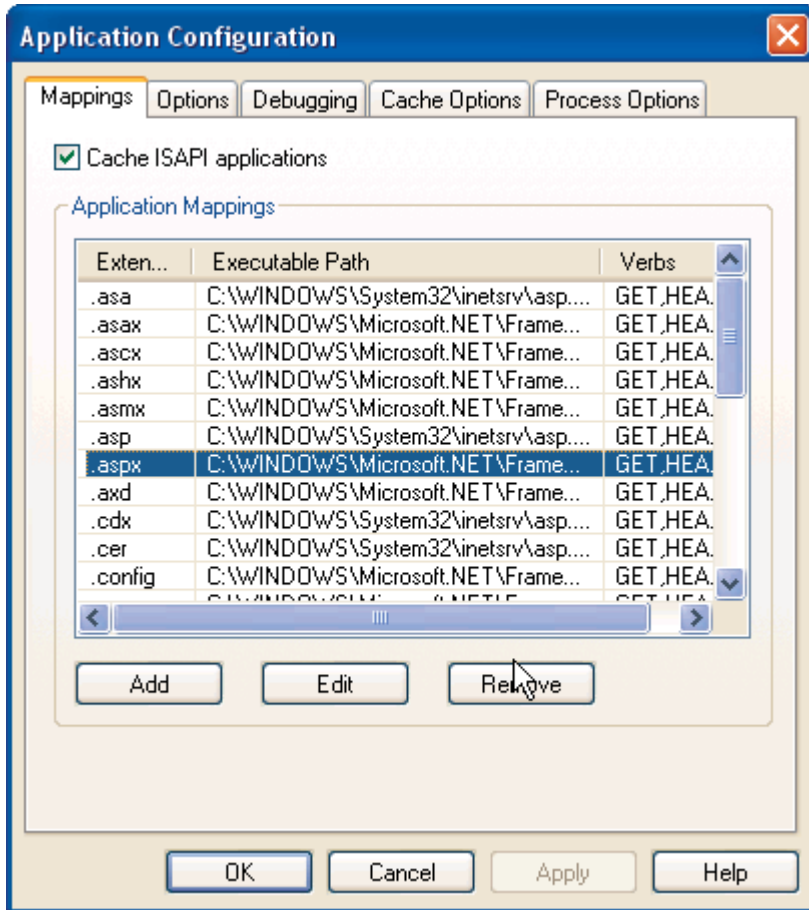 Application Configuration
Mappings Options Debugging Cache Options Process Options
Cache ISAPI applications
Application Mappings
Exten... Executable Path Verbs
.asa C:\WINDOWS\System32\inetsrv\asp.... GET,HEA.
.asax C:\WINDOWS\Microsoft.NET\Frame... GET,HEA.
.ascx C:\WINDOWS\Microsoft.NET\Frame... GET,HEA.
.ashx C:\WINDOWS\Microsoft.NET\Frame... GET,HEA.
.asmx C:\WINDOWS\Microsoft.NET\Frame... GET,HEA.
.asp C:\WINDOWS\System32\inetsrv\asp.... GET,HEA.
.aspx C:\WINDOWS\Microsoft.NET\Frame... GET,HEA.
.axd C:\WINDOWS\Microsoft.NET\Frame... GET,HEA.
.cdx C:\WINDOWS\System32\inetsrv\asp.... GET,HEA.
.cer C:\WINDOWS\System32\inetsrv\asp.... GET,HEA.
.config C:\WINDOWS\Microsoft.NET\Frame... GET,HEA.
Add Edit Remove
OK Cancel Apply Help